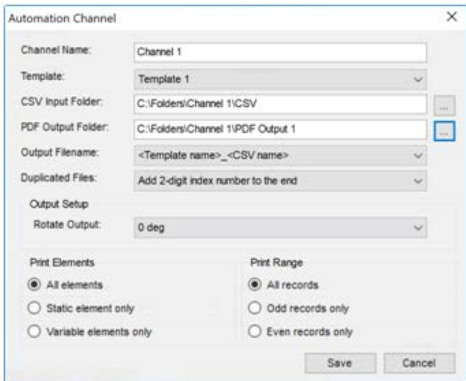 Automation Channel
Channel Name: Channel 1
Template: Template 1
CSV Input Folder: C:\Folders\Channel 1\CSV ...
PDF Output Folder: C:\Folders\Channel 1\PDF Output 1 ...
Output Filename: <Template name>_<CSV name>
Duplicated Files: Add 2-digit index number to the end
Output Setup
Rotate Output: 0 deg
Print Elements Print Range
All elements All records
Static element only Odd records only
Variable elements only Even records only
Save Cancel